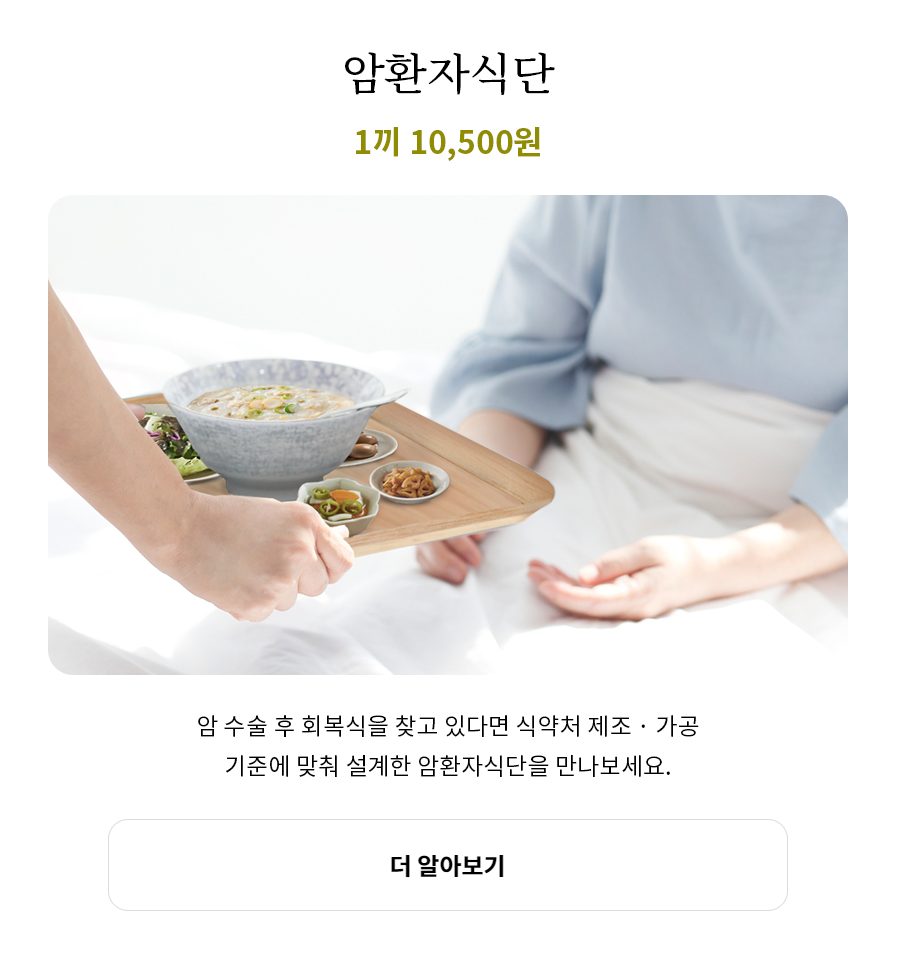 암환자식단
1끼 10,500원
암 수술 후 회복식을 찾고 있다면 식약처 제조 · 가공
기준에 맞춰 설계한 암환자식단을 만나보세요.
더 알아보기